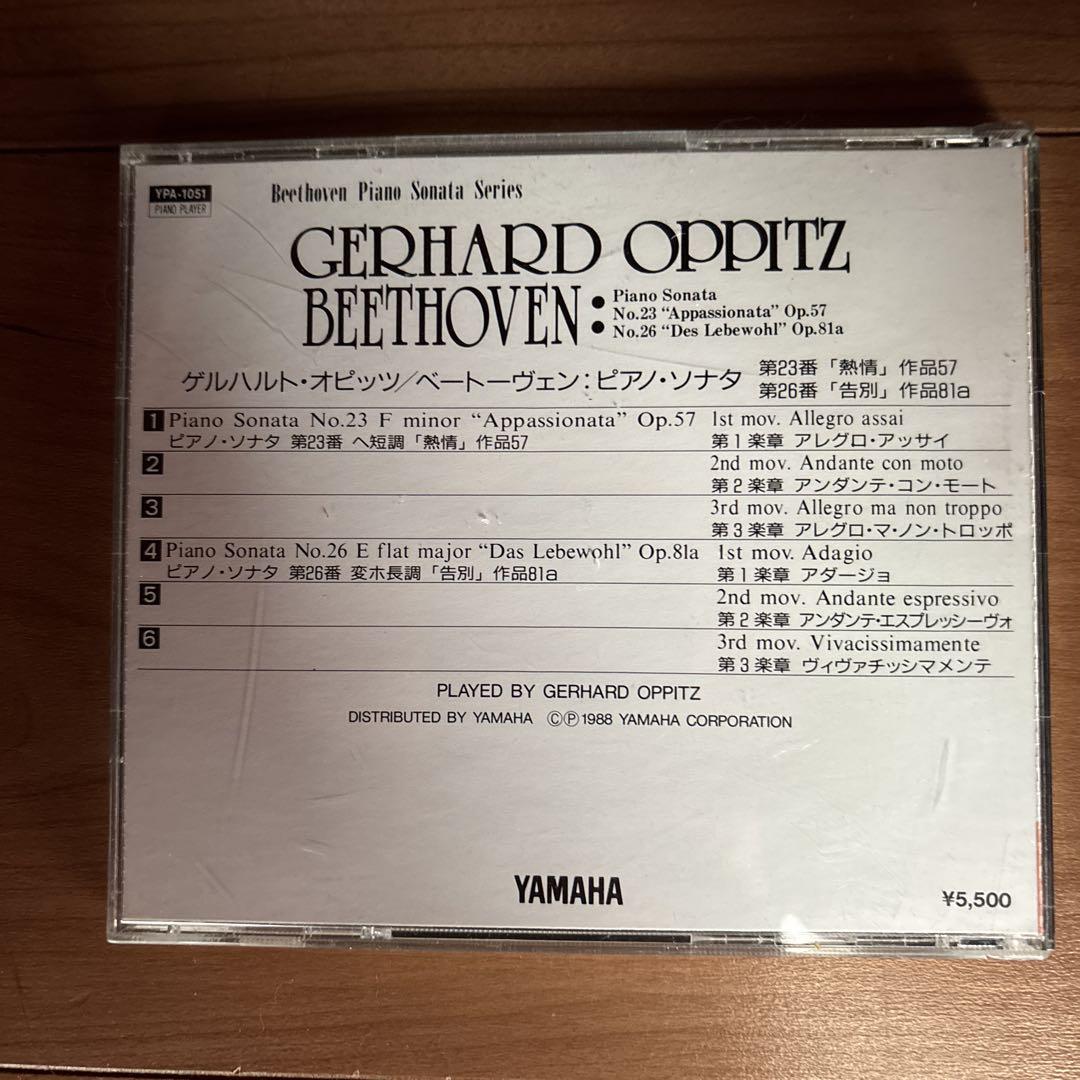 YPA-1051
PIANO PLAYER
Beethoven Piano Sonata Series
GERHARD OPPITZ
BEETHOVEN:
Piano Sonata
No.23 “Appassionata” Op.57
No.26 “Des Lebewohl” Op.81a
ゲルハルト・オピッツ／ベートーヴェン：ピアノ・ソナタ
第23番「熱情」作品57
第26番「告別」作品81a
1 Piano Sonata No.23 F minor “Appassionata” Op.57 1st mov. Allegro assai
ピアノ・ソナタ 第23番 ヘ短調「熱情」作品57 第1楽章 アレグロ・アッサイ
2 2nd mov. Andante con moto
第2楽章 アンダンテ・コン・モート
3 3rd mov. Allegro ma non troppo
第3楽章 アレグロ・マ・ノン・トロッポ
4 Piano Sonata No.26 E flat major “Das Lebewohl” Op.81a 1st mov. Adagio
ピアノ・ソナタ 第26番 変ホ長調「告別」作品81a 第1楽章 アダージョ
5 2nd mov. Andante espressivo
第2楽章 アンダンテ・エスプレッシーヴォ
6 3rd mov. Vivacissimamente
第3楽章 ヴィヴァチッシマメンテ
PLAYED BY GERHARD OPPITZ
DISTRIBUTED BY YAMAHA ©℗1988 YAMAHA CORPORATION
YAMAHA
¥5,500